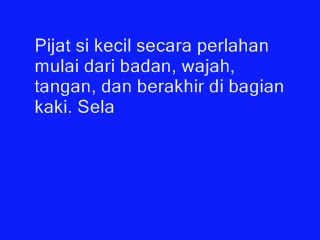 Pijat si kecil secara perlahan
mulai dari badan, wajah,
tangan, dan berakhir di bagian
kaki. Sela